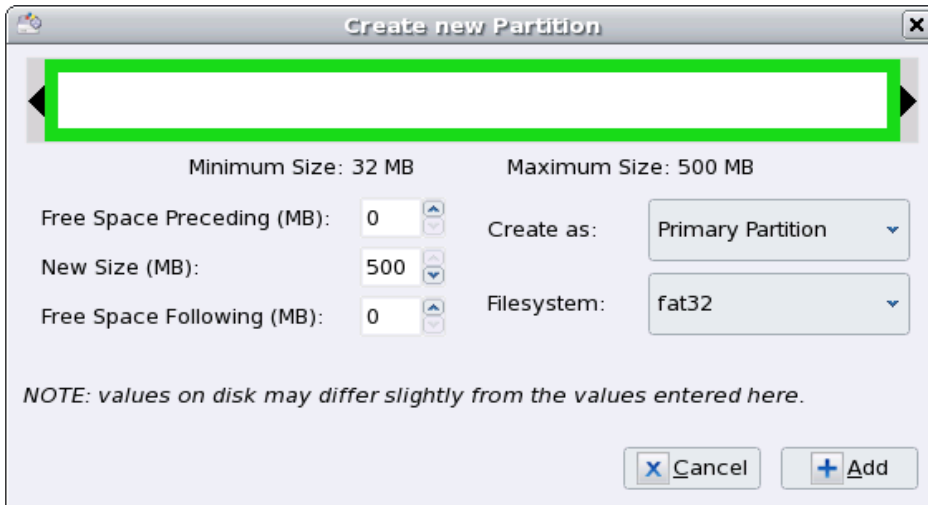 Create new Partition
Minimum Size: 32 MB Maximum Size: 500 MB
Free Space Preceding (MB): 0
Create as: Primary Partition
New Size (MB): 500
Filesystem: fat32
Free Space Following (MB): 0
NOTE: values on disk may differ slightly from the values entered here.
Cancel Add